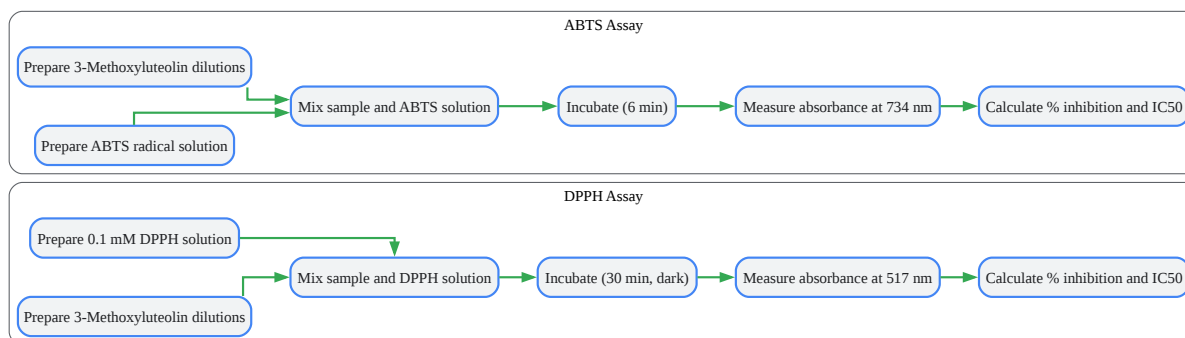 ABTS Assay
Prepare 3-Methoxyluteolin dilutions
Prepare ABTS radical solution
Mix sample and ABTS solution
Incubate (6 min)
Measure absorbance at 734 nm
Calculate % inhibition and IC50
DPPH Assay
Prepare 0.1 mM DPPH solution
Prepare 3-Methoxyluteolin dilutions
Mix sample and DPPH solution
Incubate (30 min, dark)
Measure absorbance at 517 nm
Calculate % inhibition and IC50